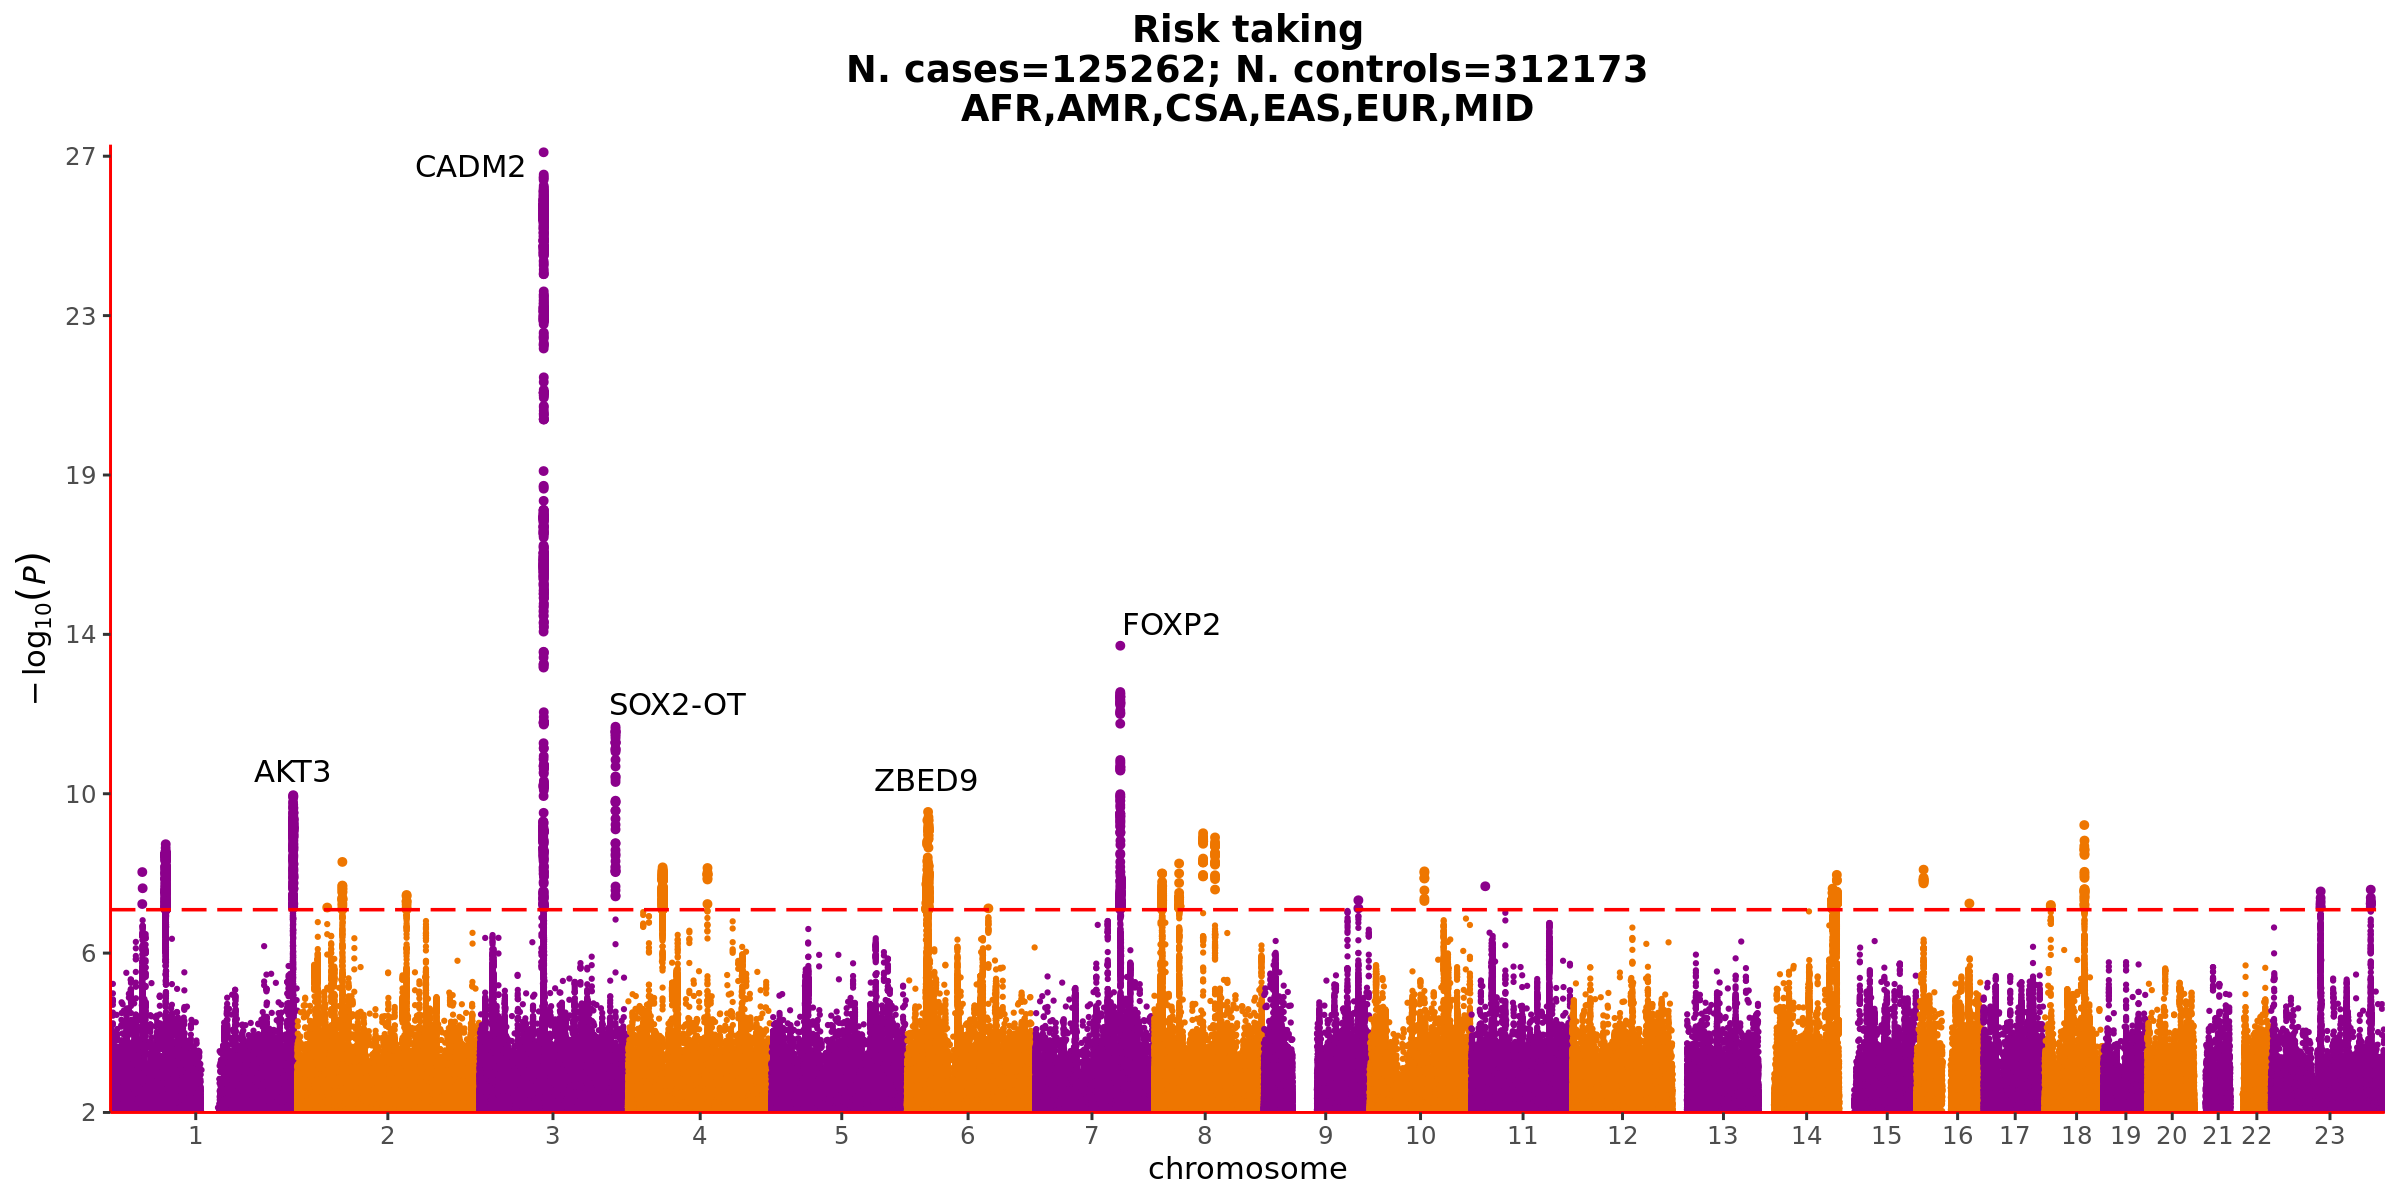 Risk taking
N. cases=125262; N. controls=312173
AFR,AMR,CSA,EAS,EUR,MID
27
CADM2
23
19
− log10(P)
14
FOXP2
SOX2-OT
AKT3
ZBED9
10
6
2
1 2 3 4 5 6 7 8 9 10 11 12 13 14 15 16 17 18 19 20 21 22 23
chromosome